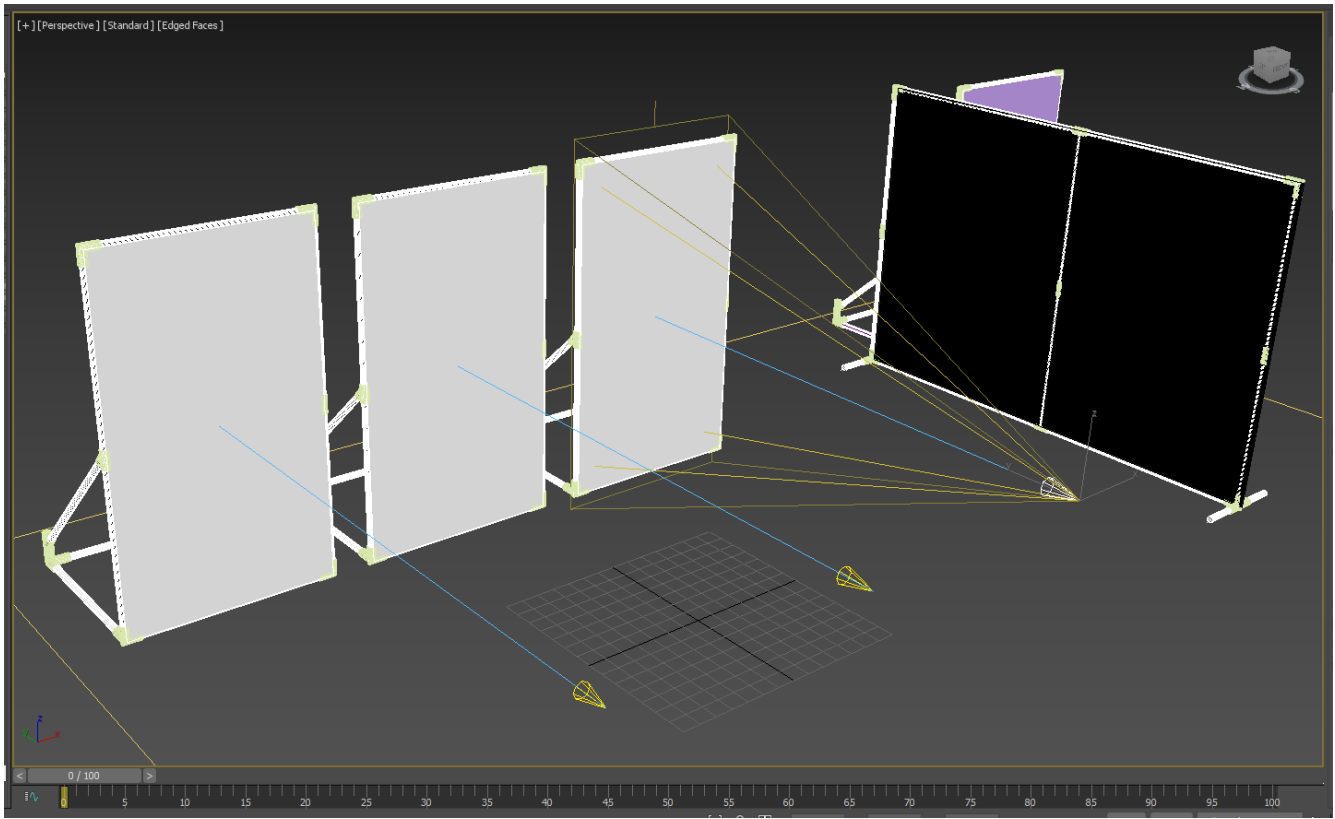 [+] [Perspective ] [Standard ] [Edged Faces ]
z
z
x
< 0 / 100 >
0 5 10 15 20 25 30 35 40 45 50 55 60 65 70 75 80 85 90 95 100